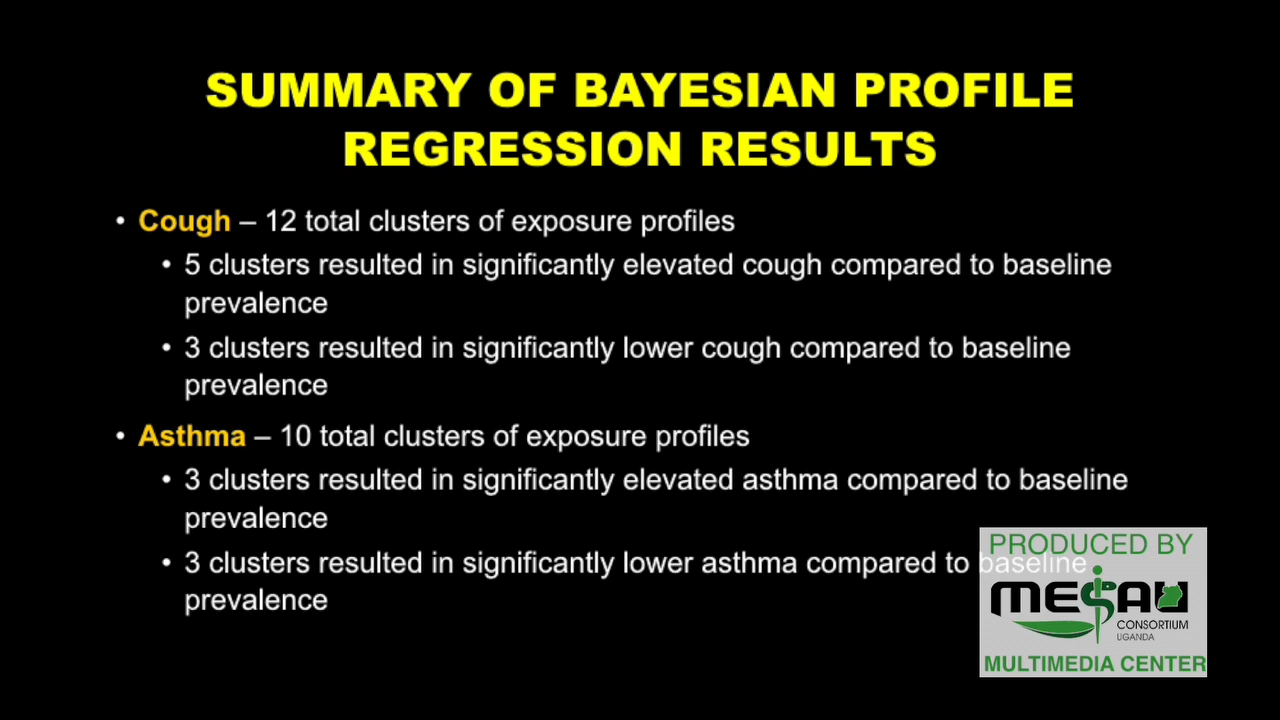 SUMMARY OF BAYESIAN PROFILE
REGRESSION RESULTS
• Cough – 12 total clusters of exposure profiles
• 5 clusters resulted in significantly elevated cough compared to baseline
prevalence
• 3 clusters resulted in significantly lower cough compared to baseline
prevalence
• Asthma – 10 total clusters of exposure profiles
• 3 clusters resulted in significantly elevated asthma compared to baseline
prevalence
• 3 clusters resulted in significantly lower asthma compared to baseline
prevalence
PRODUCED BY
MESAU
CONSORTIUM
UGANDA
MULTIMEDIA CENTER